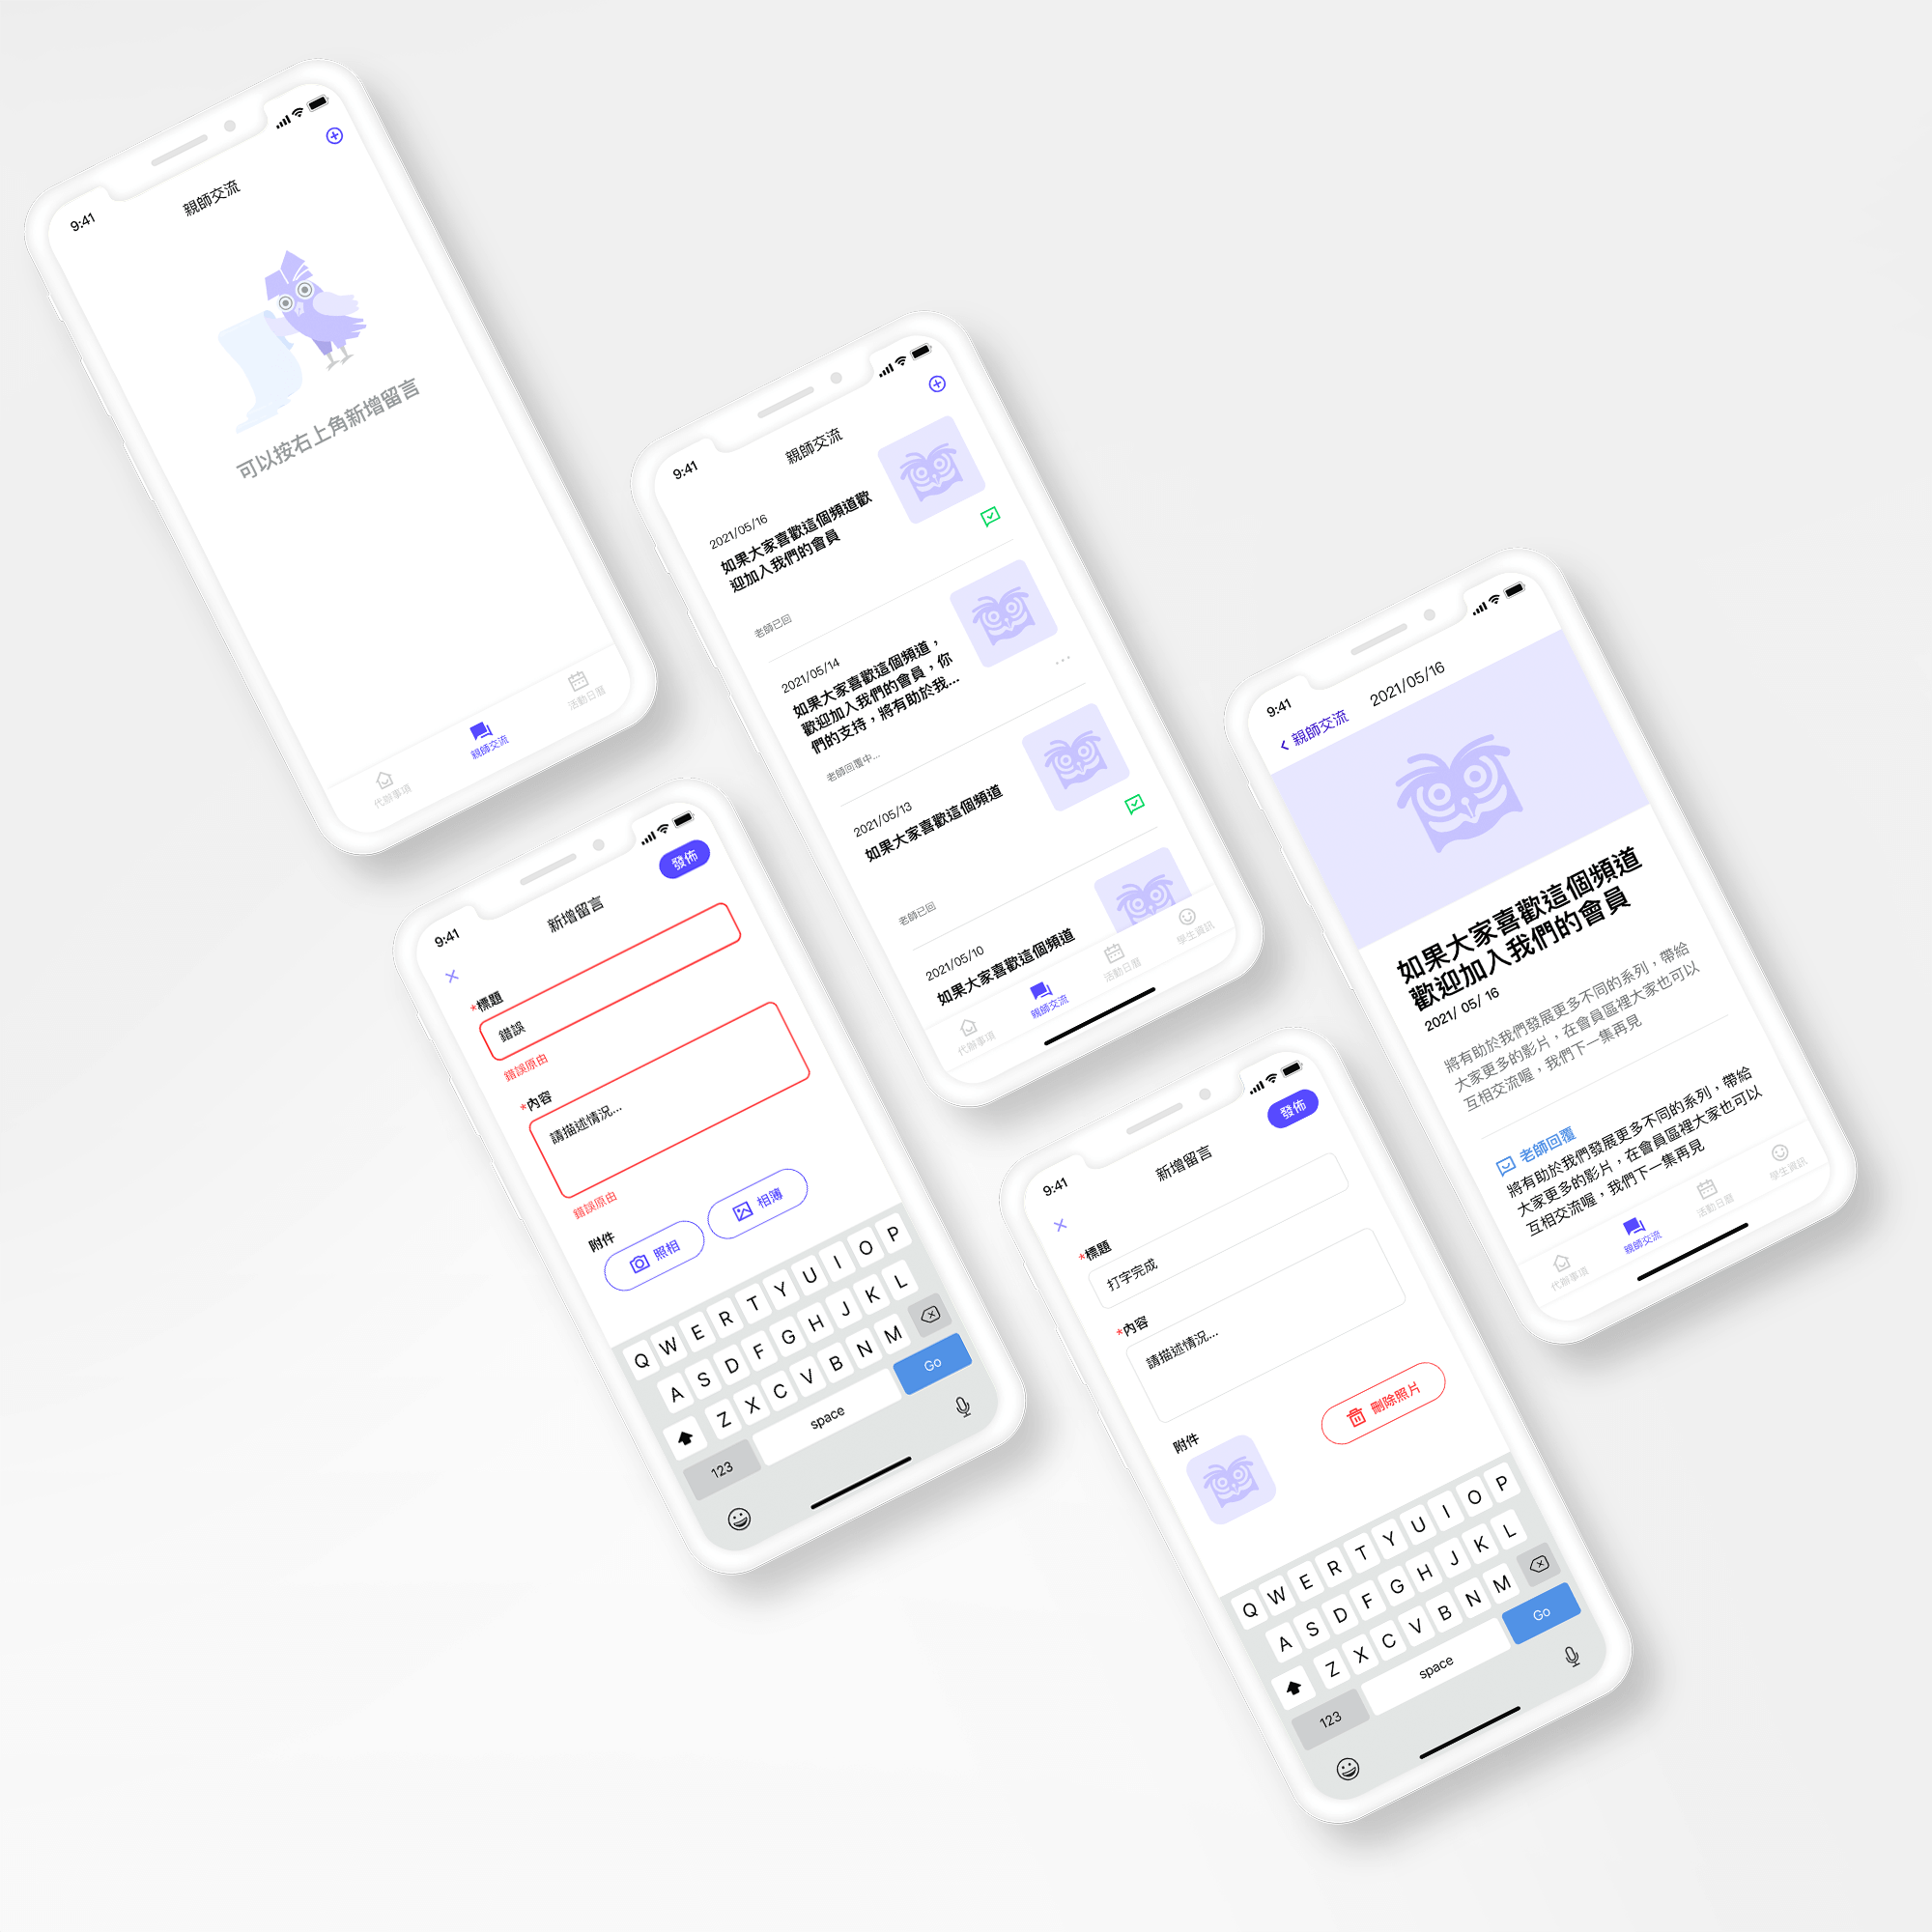 9:41
親師交流
可以按右上角新增留言
代辦事項
親師交流
活動日曆
9:41
親師交流
2021/05/16
如果大家喜歡這個頻道歡
迎加入我們的會員
老師已回
2021/05/14
如果大家喜歡這個頻道，
歡迎加入我們的會員，你
們的支持，將有助於我...
老師回覆中...
2021/05/13
如果大家喜歡這個頻道
老師已回
2021/05/10
如果大家喜歡這個頻道
代辦事項
親師交流
活動日曆
學生資訊
9:41
親師交流
2021/05/16
如果大家喜歡這個頻道
歡迎加入我們的會員
2021/ 05/ 16
將有助於我們發展更多不同的系列，帶給
大家更多的影片，在會員區裡大家也可以
互相交流喔，我們下一集再見
老師回覆
將有助於我們發展更多不同的系列，帶給
大家更多的影片，在會員區裡大家也可以
互相交流喔，我們下一集再見
代辦事項
親師交流
活動日曆
學生資訊
9:41
新增留言
發佈
*標題
錯誤
錯誤原由
*內容
請描述情況...
錯誤原由
附件
照相
相簿
Q W E R T Y U I O P
A S D F G H J K L
Z X C V B N M
123
space
Go
9:41
新增留言
發佈
*標題
打字完成
*內容
請描述情況...
附件
刪除照片
Q W E R T Y U I O P
A S D F G H J K L
Z X C V B N M
123
space
Go